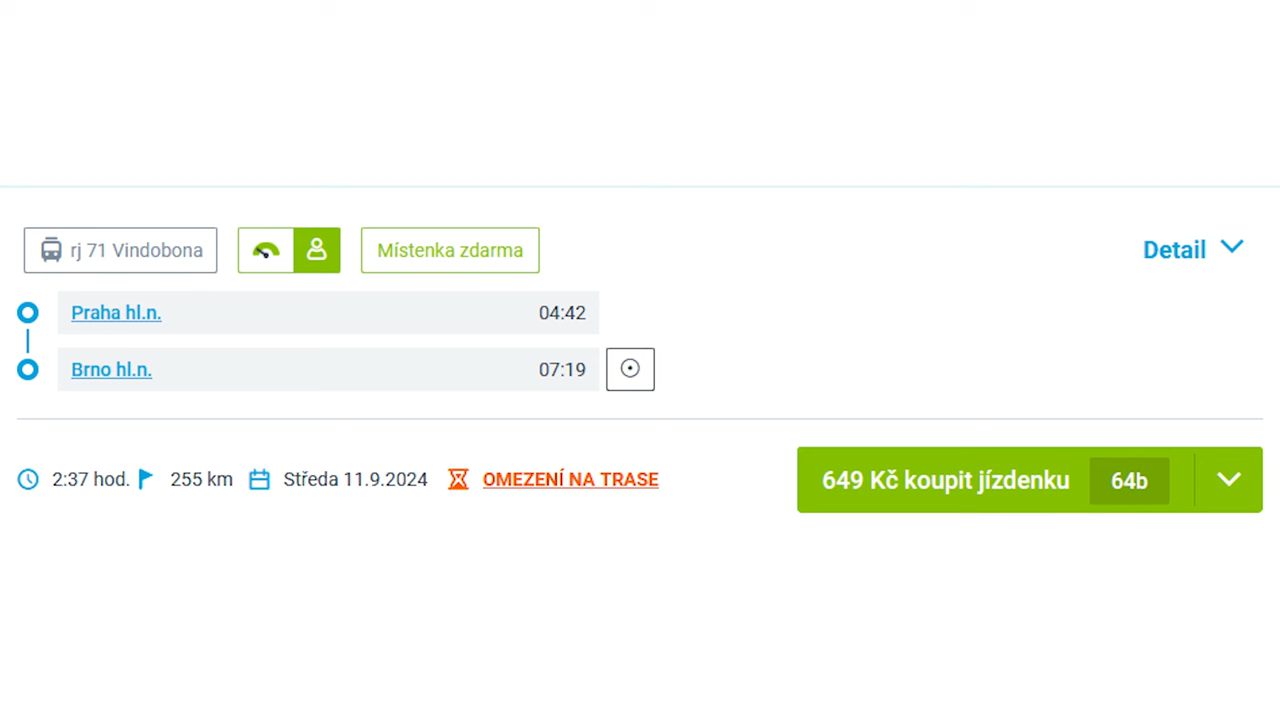 rj 71 Vindobona Místenka zdarma Detail
Praha hl.n. 04:42
Brno hl.n. 07:19
2:37 hod. 255 km Středa 11.9.2024 OMEZENÍ NA TRASE 649 Kč koupit jízdenku 64b